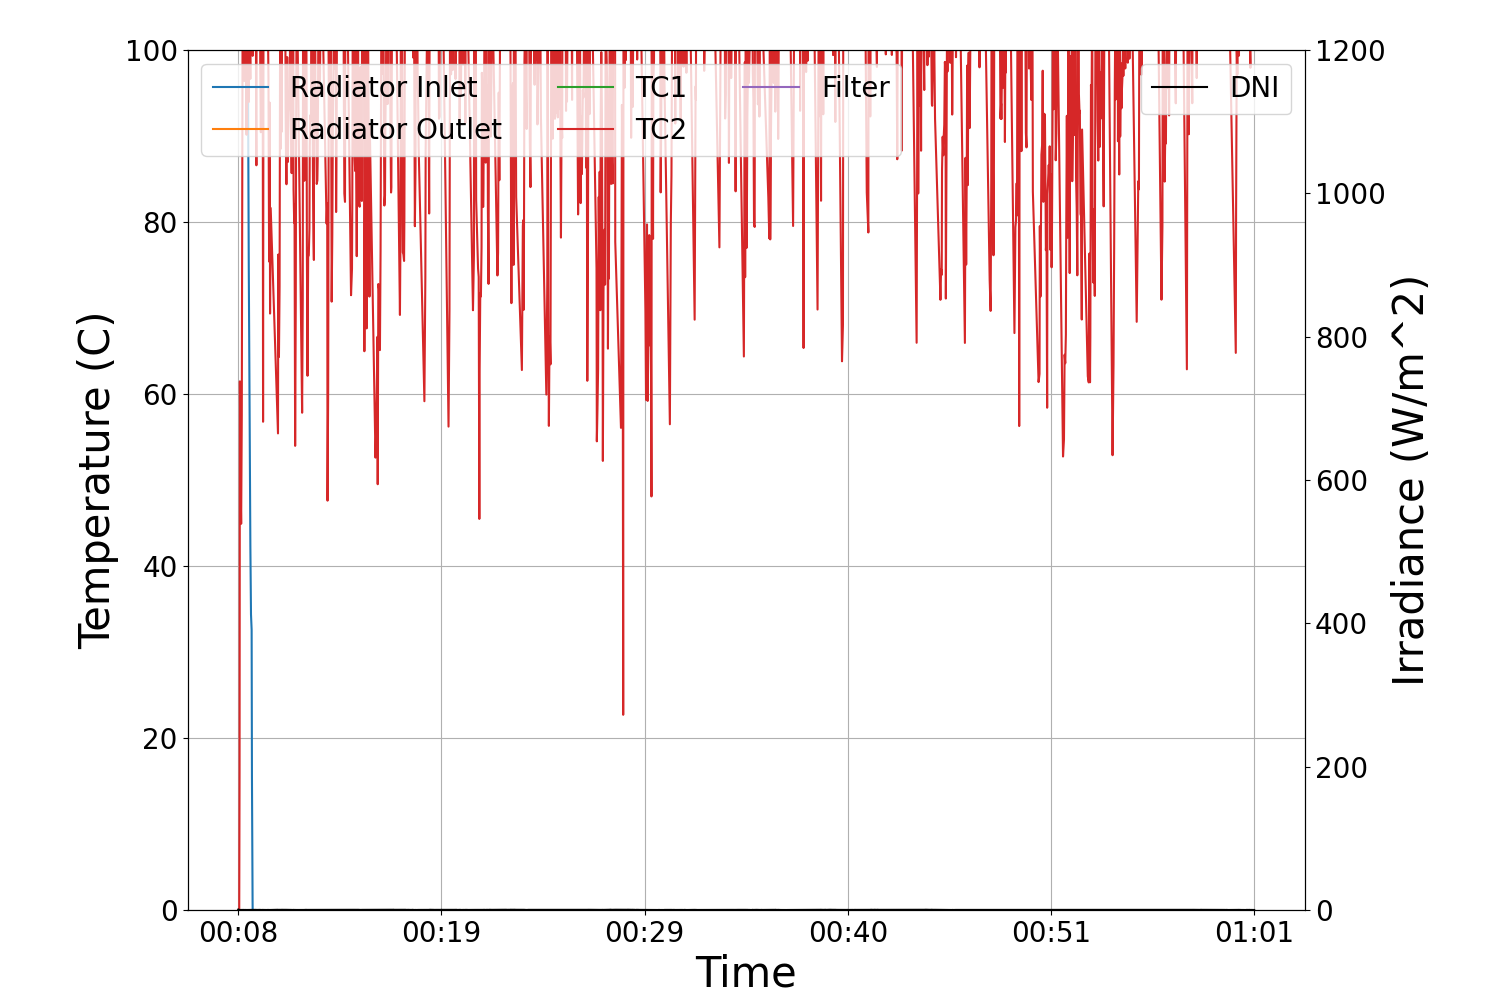 100
80
60
40
20
0
Temperature (C)
Radiator Inlet
Radiator Outlet
TC1
TC2
Filter
DNI
1200
1000
800
600
400
200
0
Irradiance (W/m^2)
00:08
00:19
00:29
00:40
00:51
01:01
Time